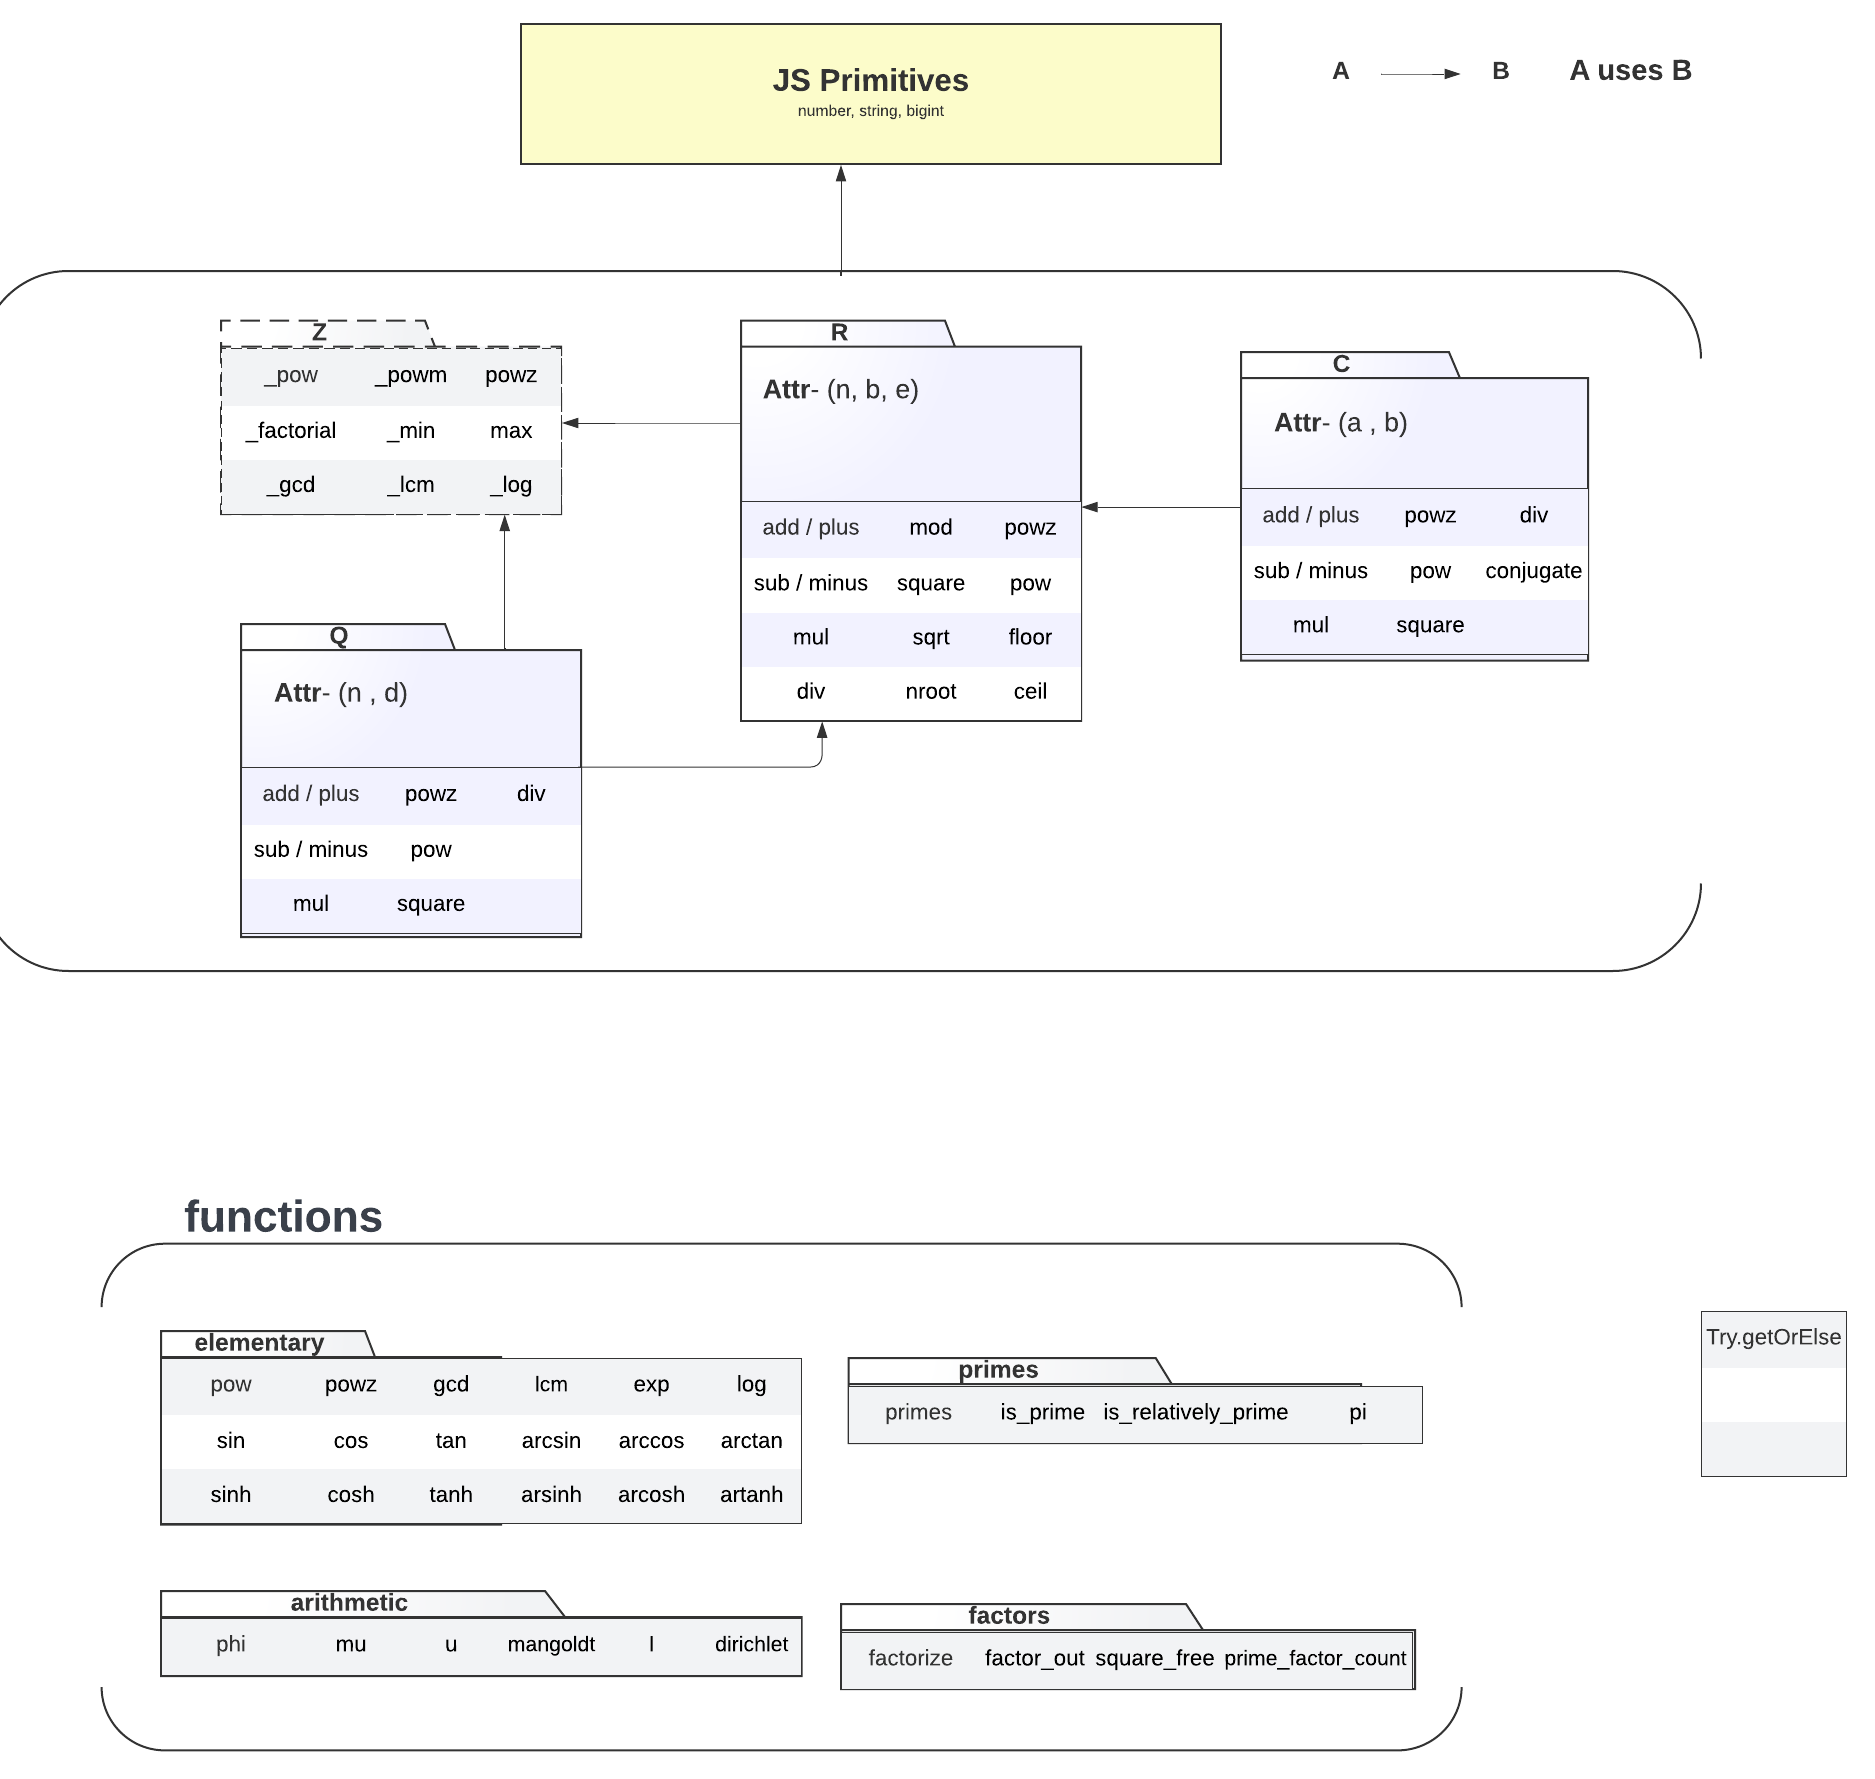 JS Primitives
number, string, bigint
A B A uses B
Z
_pow _powm powz
_factorial _min max
_gcd _lcm _log
R
Attr- (n, b, e)
add / plus mod powz
sub / minus square pow
mul sqrt floor
div nroot ceil
C
Attr- (a , b)
add / plus powz div
sub / minus pow conjugate
mul square
Q
Attr- (n , d)
add / plus powz div
sub / minus pow
mul square
functions
elementary
pow powz gcd lcm exp log
sin cos tan arcsin arccos arctan
sinh cosh tanh arsinh arcosh artanh
primes
primes is_prime is_relatively_prime pi
Try.getOrElse
arithmetic
phi mu u mangoldt l dirichlet
factors
factorize factor_out square_free prime_factor_count